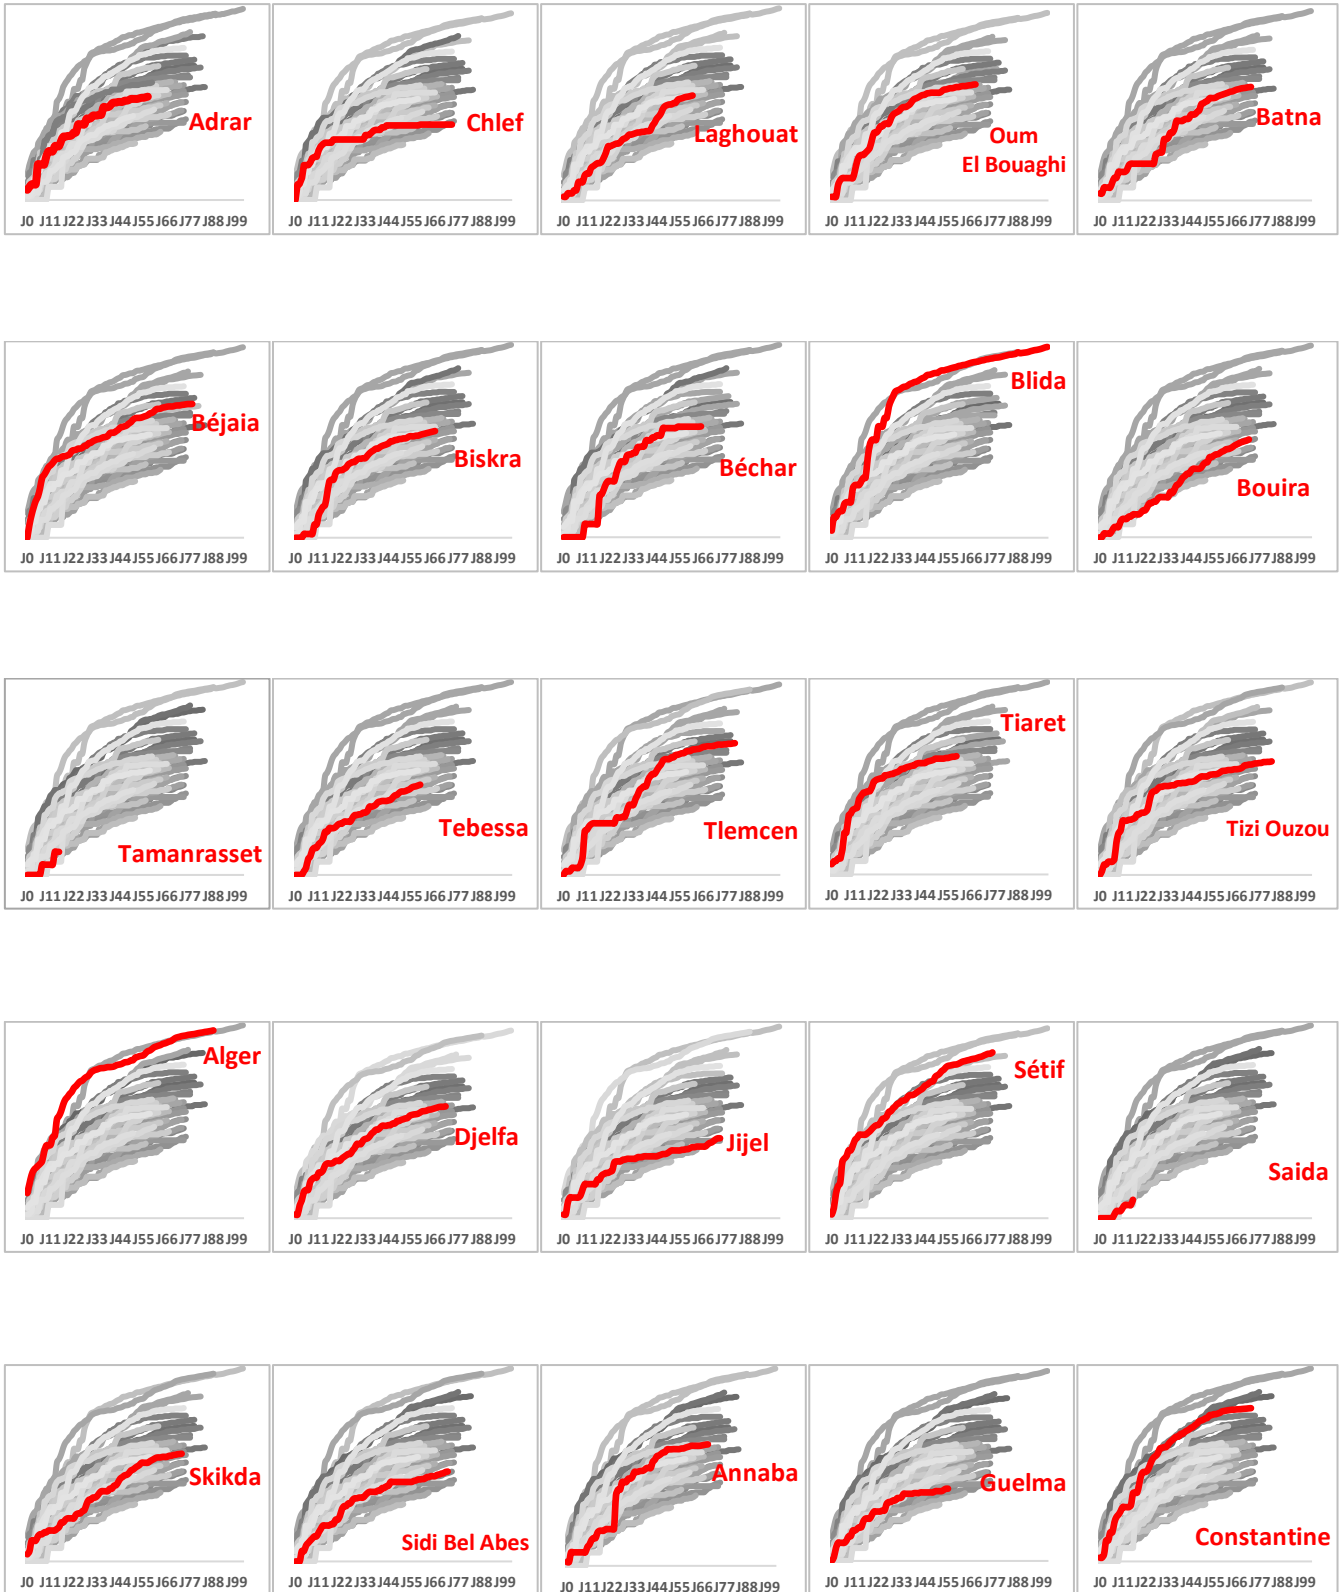 Adrar
J0 J11 J22 J33 J44 J55 J66 J77 J88 J99
Chlef
J0 J11 J22 J33 J44 J55 J66 J77 J88 J99
Laghouat
J0 J11 J22 J33 J44 J55 J66 J77 J88 J99
Oum
El Bouaghi
J0 J11 J22 J33 J44 J55 J66 J77 J88 J99
Batna
J0 J11 J22 J33 J44 J55 J66 J77 J88 J99
Béjaia
J0 J11 J22 J33 J44 J55 J66 J77 J88 J99
Biskra
J0 J11 J22 J33 J44 J55 J66 J77 J88 J99
Béchar
J0 J11 J22 J33 J44 J55 J66 J77 J88 J99
Blida
J0 J11 J22 J33 J44 J55 J66 J77 J88 J99
Bouira
J0 J11 J22 J33 J44 J55 J66 J77 J88 J99
Tamanrasset
J0 J11 J22 J33 J44 J55 J66 J77 J88 J99
Tebessa
J0 J11 J22 J33 J44 J55 J66 J77 J88 J99
Tlemcen
J0 J11 J22 J33 J44 J55 J66 J77 J88 J99
Tiaret
J0 J11 J22 J33 J44 J55 J66 J77 J88 J99
Tizi Ouzou
J0 J11 J22 J33 J44 J55 J66 J77 J88 J99
Alger
J0 J11 J22 J33 J44 J55 J66 J77 J88 J99
Djelfa
J0 J11 J22 J33 J44 J55 J66 J77 J88 J99
Jijel
J0 J11 J22 J33 J44 J55 J66 J77 J88 J99
Sétif
J0 J11 J22 J33 J44 J55 J66 J77 J88 J99
Saida
J0 J11 J22 J33 J44 J55 J66 J77 J88 J99
Skikda
J0 J11 J22 J33 J44 J55 J66 J77 J88 J99
Sidi Bel Abes
J0 J11 J22 J33 J44 J55 J66 J77 J88 J99
Annaba
J0 J11 J22 J33 J44 J55 J66 J77 J88 J99
Guelma
J0 J11 J22 J33 J44 J55 J66 J77 J88 J99
Constantine
J0 J11 J22 J33 J44 J55 J66 J77 J88 J99